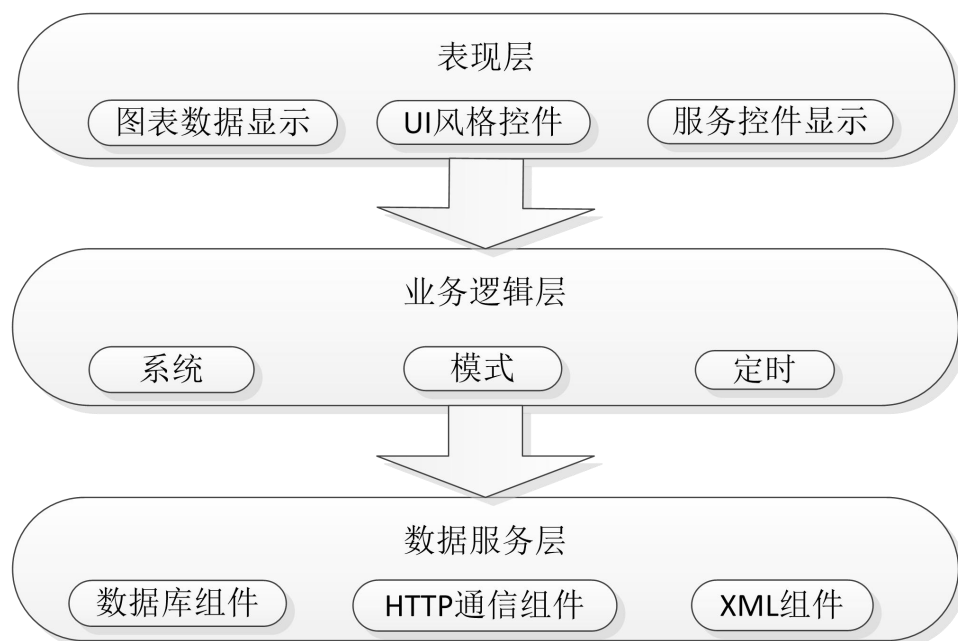 表现层
图表数据显示
UI风格控件
服务控件显示
业务逻辑层
系统
模式
定时
数据服务层
数据库组件
HTTP通信组件
XML组件